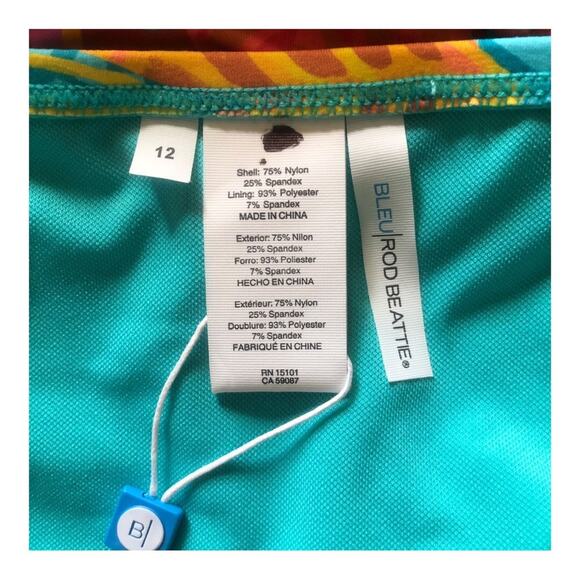 12
Shell: 75% Nylon
25% Spandex
Lining: 93% Polyester
7% Spandex
MADE IN CHINA
Exterior: 75% Nilon
25% Spandex
Forro: 93% Poliester
7% Spandex
HECHO EN CHINA
Extérieur: 75% Nylon
25% Spandex
Doublure: 93% Polyester
7% Spandex
FABRIQUÉ EN CHINE
RN 15101
CA 59087
BLEU|ROD BEATTIE®
B|